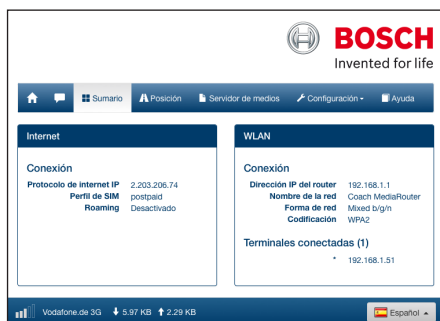 BOSCH
Invented for life
Sumario Posición Servidor de medios Configuración Ayuda
Internet
Conexión
Protocolo de internet IP 2.203.206.74
Perfil de SIM postpaid
Roaming Desactivado
WLAN
Conexión
Dirección IP del router 192.168.1.1
Nombre de la red Coach MediaRouter
Forma de red Mixed b/g/n
Codificación WPA2
Terminales conectadas (1)
* 192.168.1.51
Vodafone.de 3G 5.97 KB 2.29 KB Español